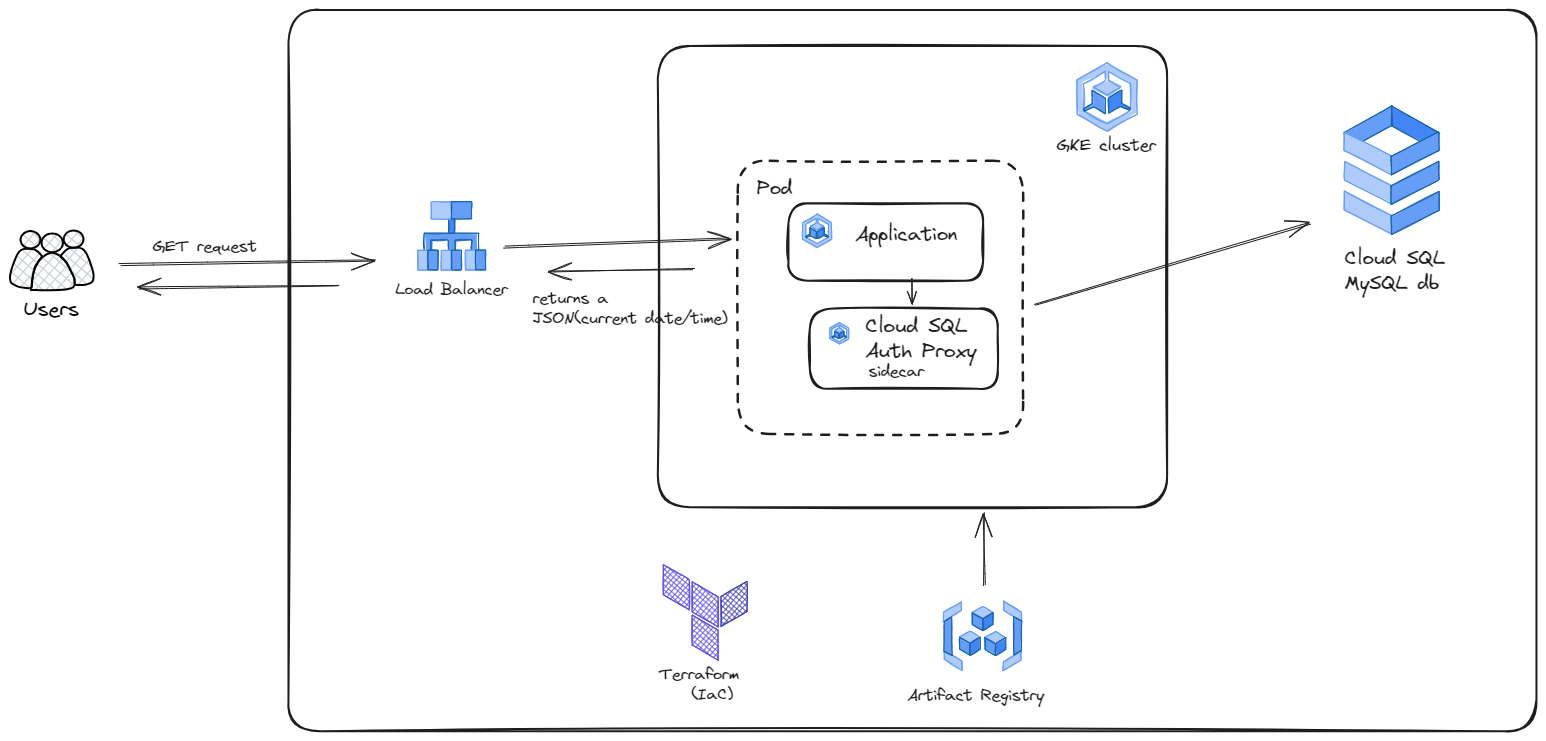 GKE cluster
Pod
Application
Cloud SQL
Auth Proxy
sidecar
GET request
Users
Load Balancer
returns a
JSON(current date/time)
Cloud SQL
MySQL db
Terraform
(IaC)
Artifact Registry